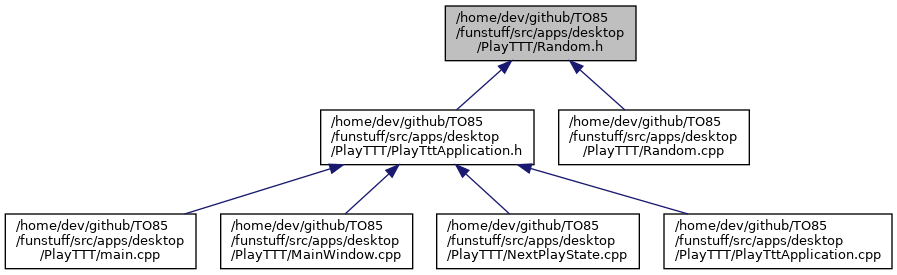 /home/dev/github/TO85
/funstuff/src/apps/desktop
/PlayTTT/Random.h
/home/dev/github/TO85
/funstuff/src/apps/desktop
/PlayTTT/PlayTttApplication.h
/home/dev/github/TO85
/funstuff/src/apps/desktop
/PlayTTT/Random.cpp
/home/dev/github/TO85
/funstuff/src/apps/desktop
/PlayTTT/main.cpp
/home/dev/github/TO85
/funstuff/src/apps/desktop
/PlayTTT/MainWindow.cpp
/home/dev/github/TO85
/funstuff/src/apps/desktop
/PlayTTT/NextPlayState.cpp
/home/dev/github/TO85
/funstuff/src/apps/desktop
/PlayTTT/PlayTttApplication.cpp